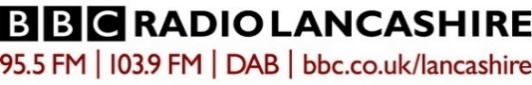 BBC RADIO LANCASHIRE
95.5 FM | 103.9 FM | DAB | bbc.co.uk/lancashire